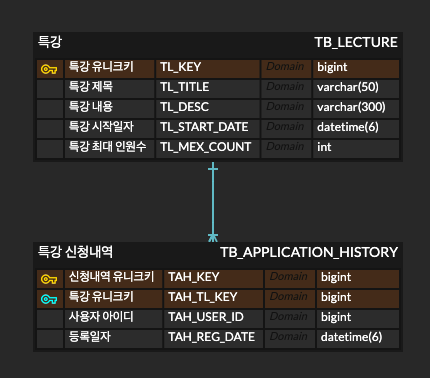 특강 TB_LECTURE
특강 유니크키 TL_KEY Domain bigint
특강 제목 TL_TITLE Domain varchar(50)
특강 내용 TL_DESC Domain varchar(300)
특강 시작일자 TL_START_DATE Domain datetime(6)
특강 최대 인원수 TL_MEX_COUNT Domain int
특강 신청내역 TB_APPLICATION_HISTORY
신청내역 유니크키 TAH_KEY Domain bigint
특강 유니크키 TAH_TL_KEY Domain bigint
사용자 아이디 TAH_USER_ID Domain bigint
등록일자 TAH_REG_DATE Domain datetime(6)